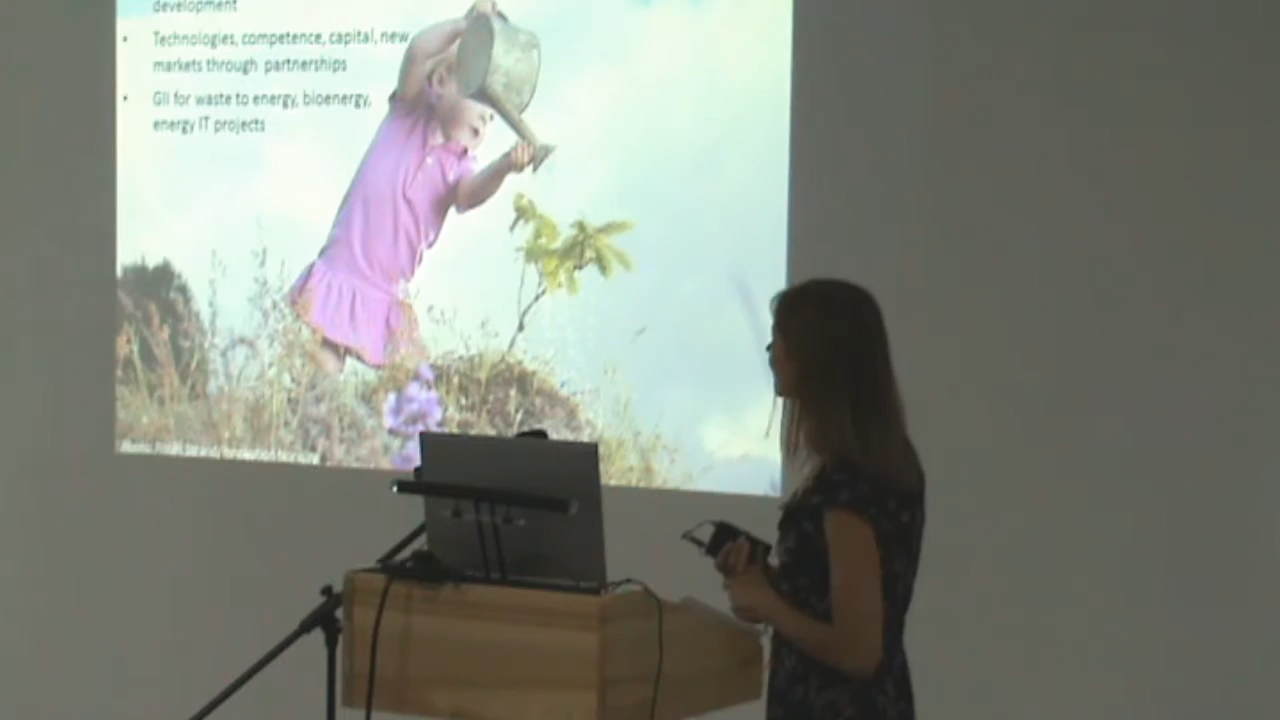 development
• Technologies, competence, capital, new
markets through partnerships
• GII for waste to energy, bioenergy,
energy IT projects